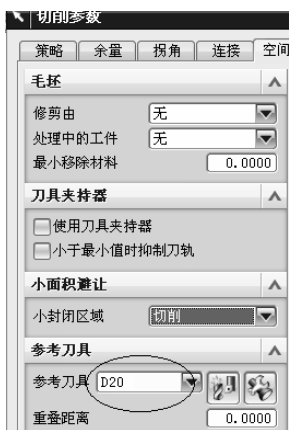 切削参数
策略 余量 拐角 连接 空间
毛坯
修剪由 无
处理中的工件 无
最小移除材料 0.0000
刀具夹持器
使用刀具夹持器
小于最小值时抑制刀轨
小面积避让
小封闭区域 切削
参考刀具
参考刀具 D20
重叠距离 0.0000